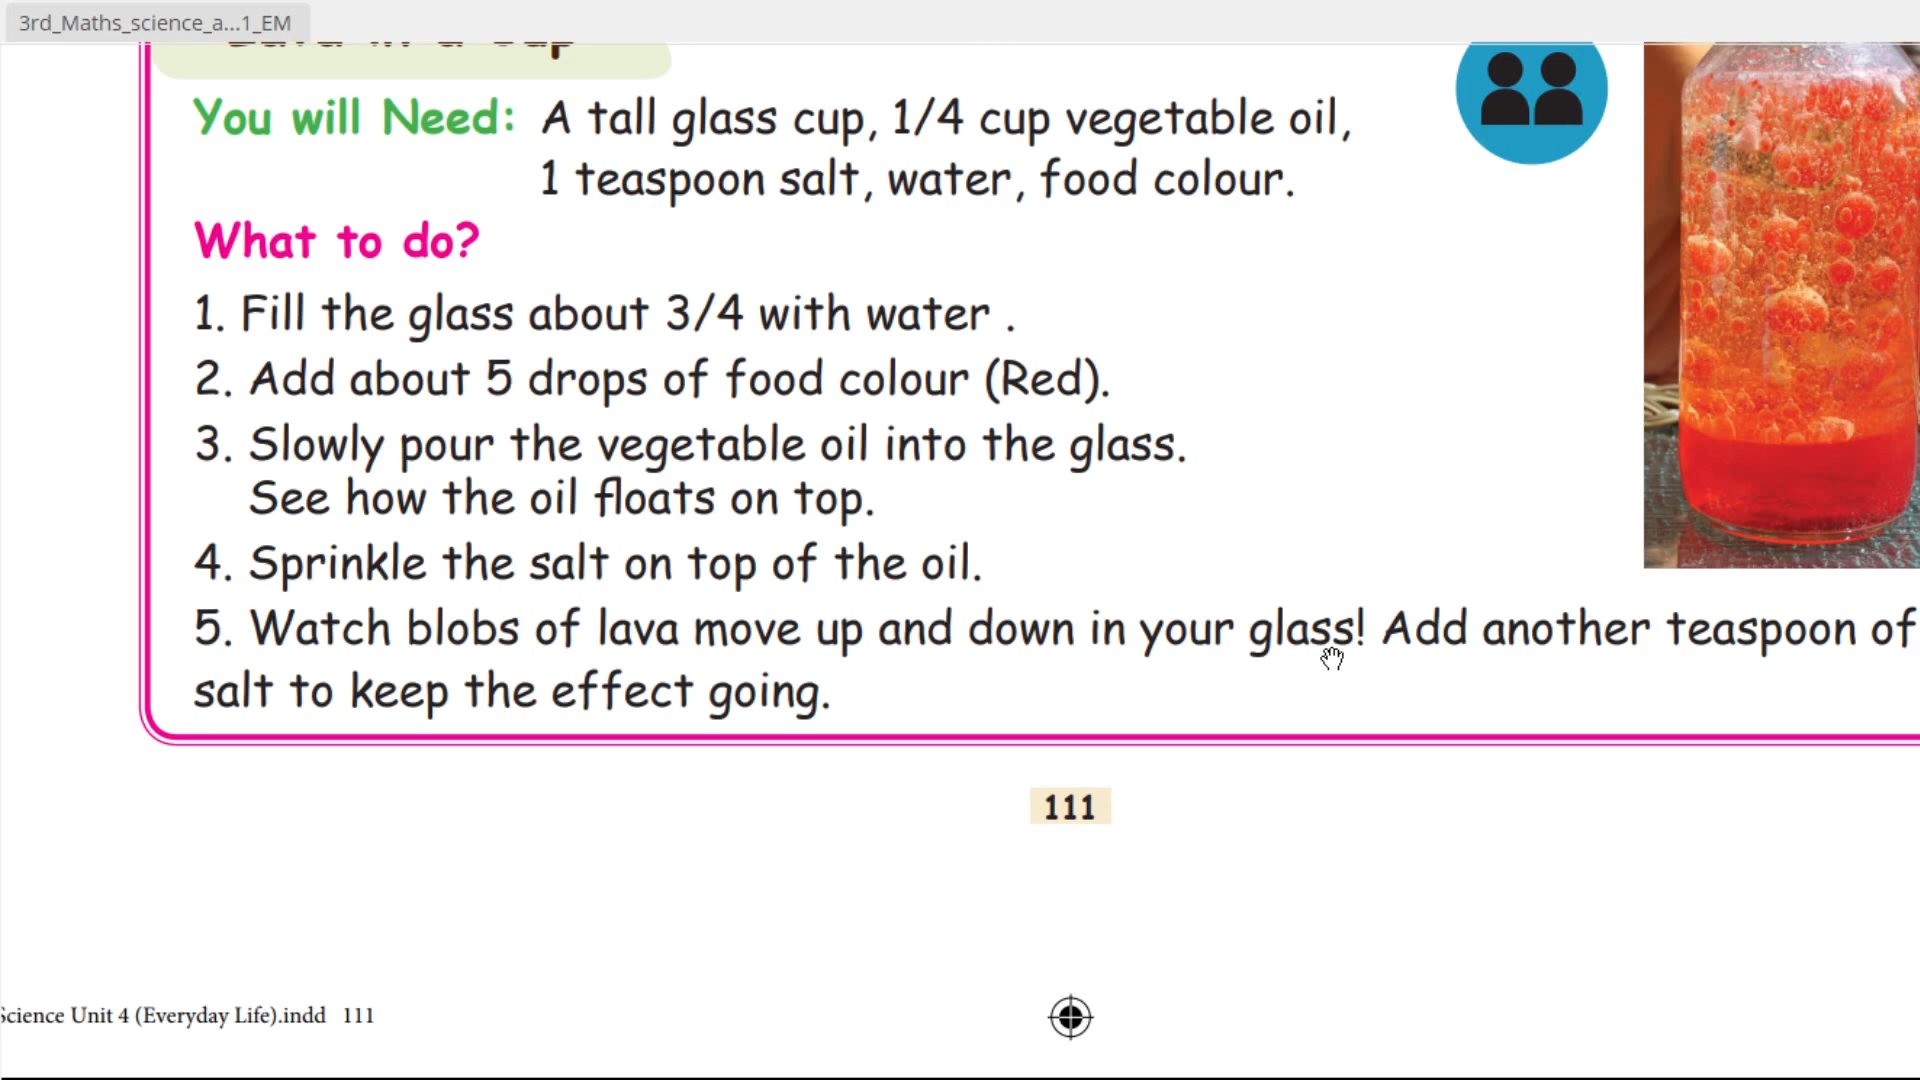 3rd_Maths_science_a...1_EM
You will Need: A tall glass cup, 1/4 cup vegetable oil,
1 teaspoon salt, water, food colour.
What to do?
1. Fill the glass about 3/4 with water .
2. Add about 5 drops of food colour (Red).
3. Slowly pour the vegetable oil into the glass.
See how the oil floats on top.
4. Sprinkle the salt on top of the oil.
5. Watch blobs of lava move up and down in your glass! Add another teaspoon of
salt to keep the effect going.
111
Science Unit 4 (Everyday Life).indd 111